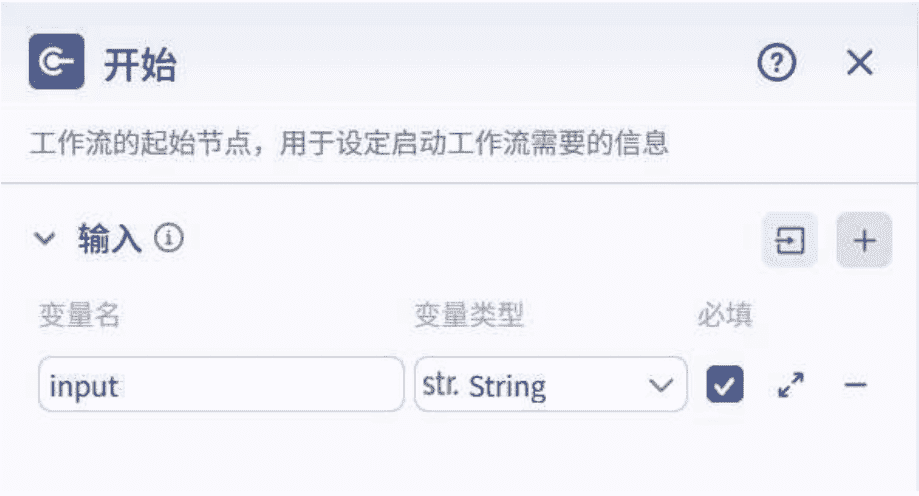 开始
工作流的起始节点，用于设定启动工作流需要的信息
输入
变量名 变量类型 必填
input str. String